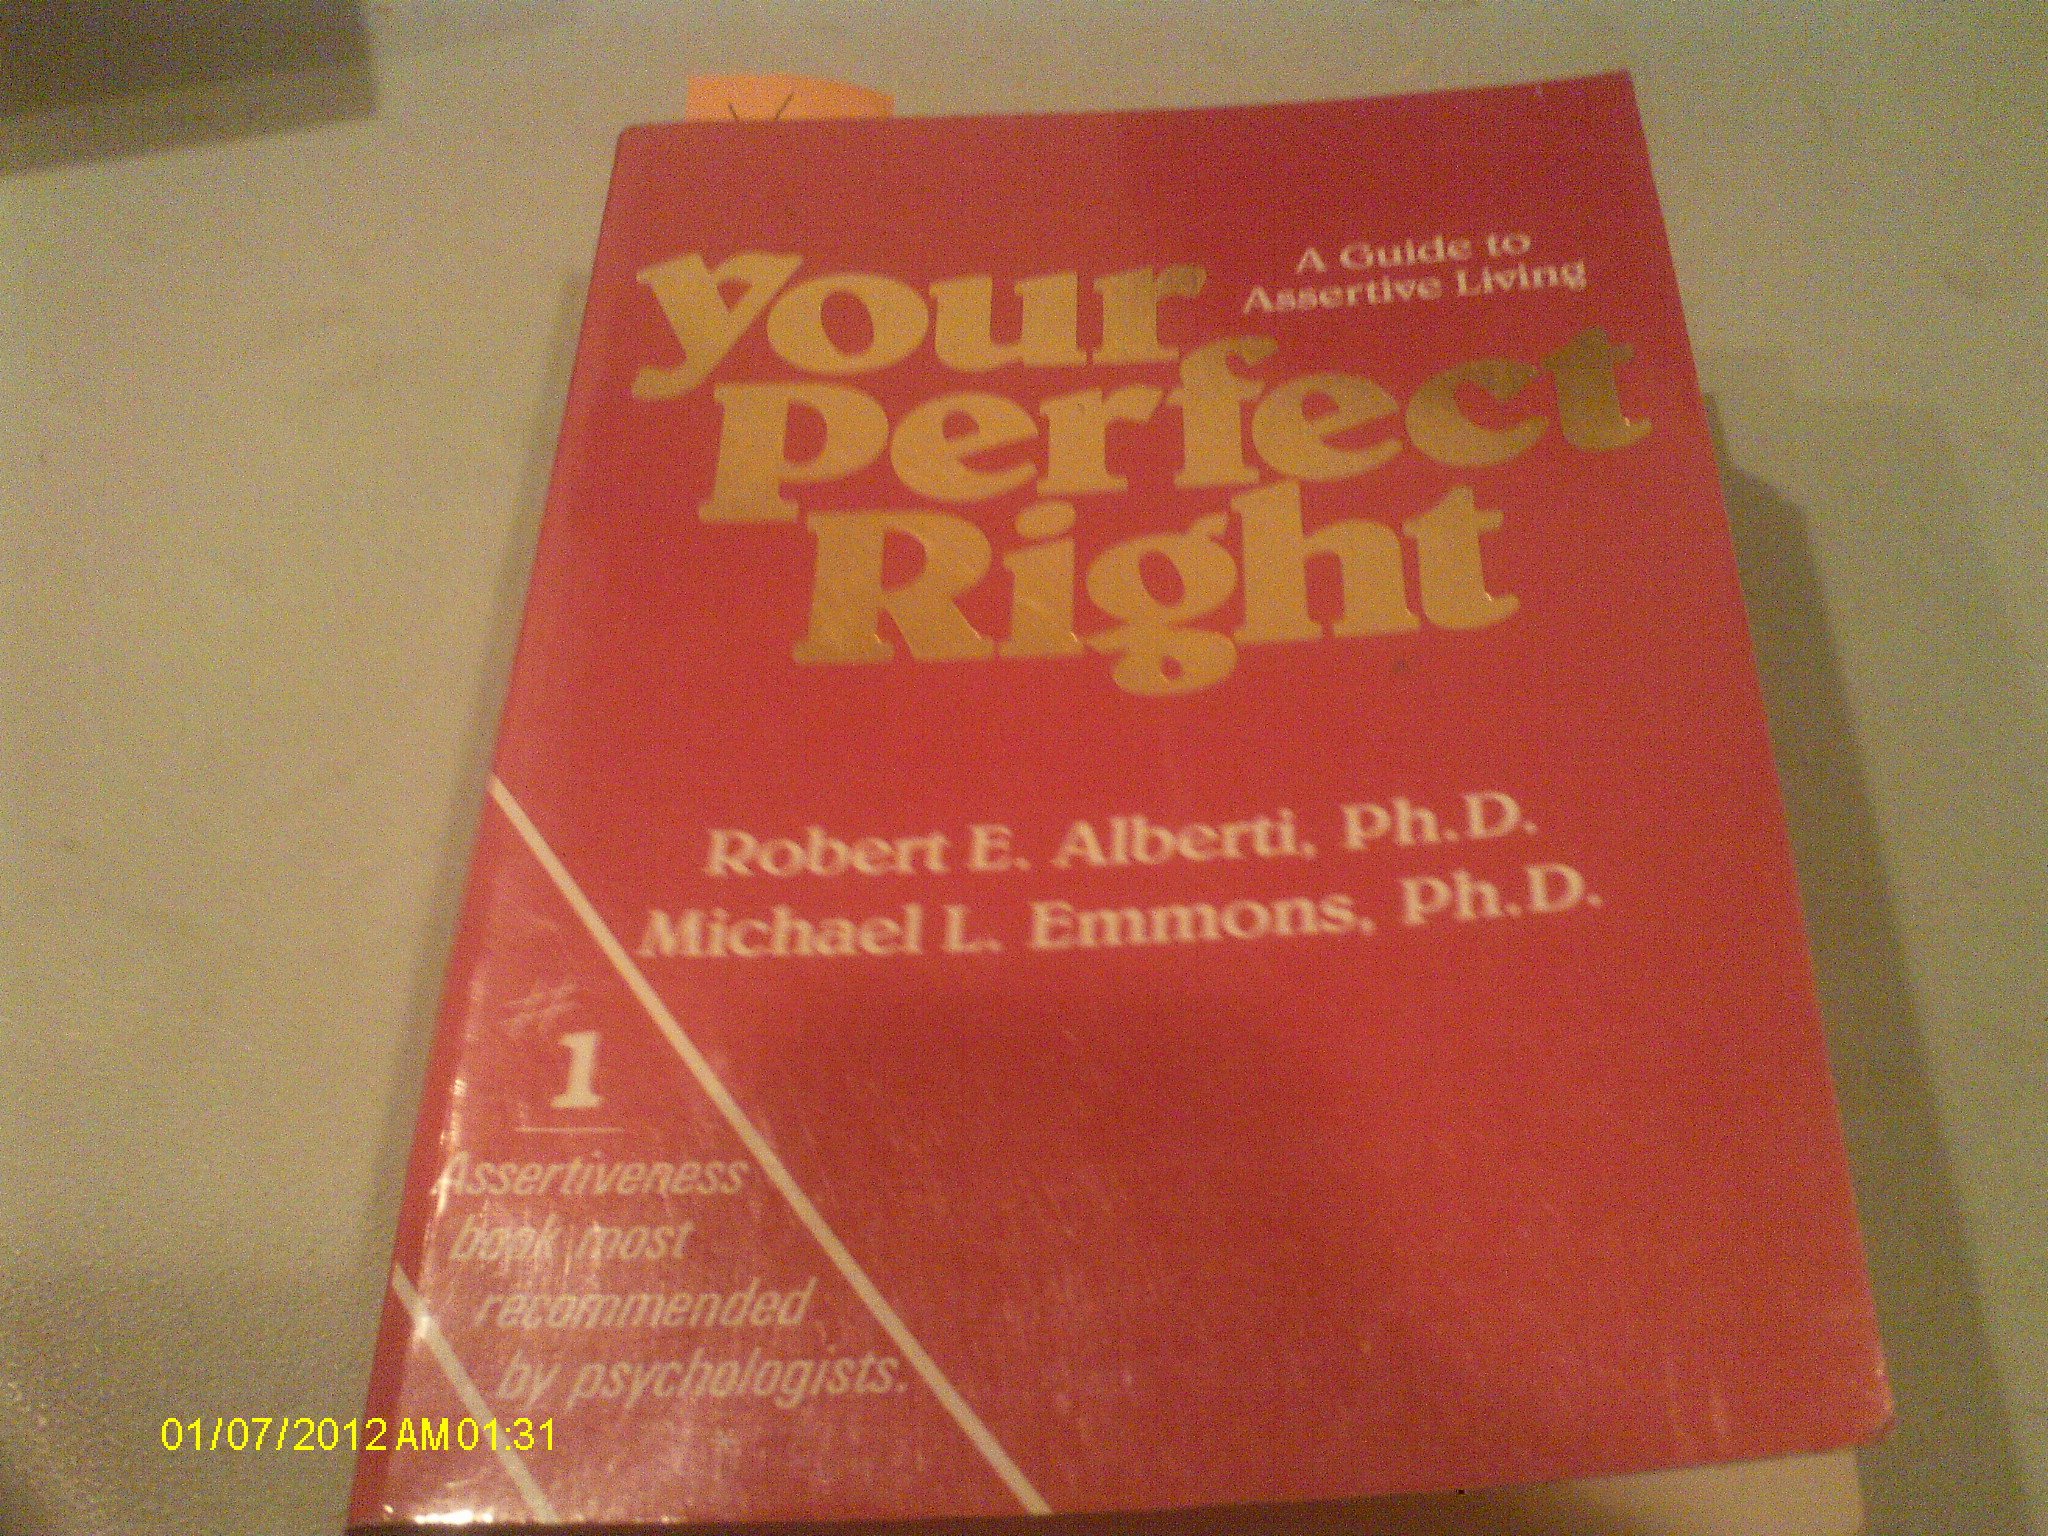 A Guide to
Assertive Living
your
perfect
Right
Robert E. Alberti, Ph.D.
Michael L. Emmons, Ph.D.
#
1
Assertiveness
book most
recommended
by psychologists.
01/07/2012 AM 01:31